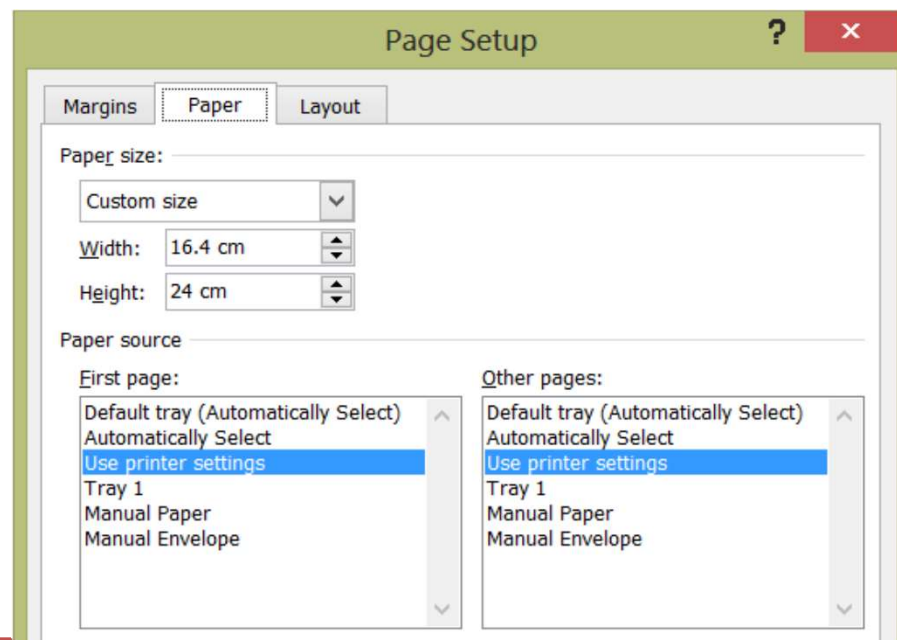 Page Setup ? ×
Margins Paper Layout
Paper size:
Custom size
Width: 16.4 cm
Height: 24 cm
Paper source
First page: Other pages:
Default tray (Automatically Select) Default tray (Automatically Select)
Automatically Select Automatically Select
Use printer settings Use printer settings
Tray 1 Tray 1
Manual Paper Manual Paper
Manual Envelope Manual Envelope